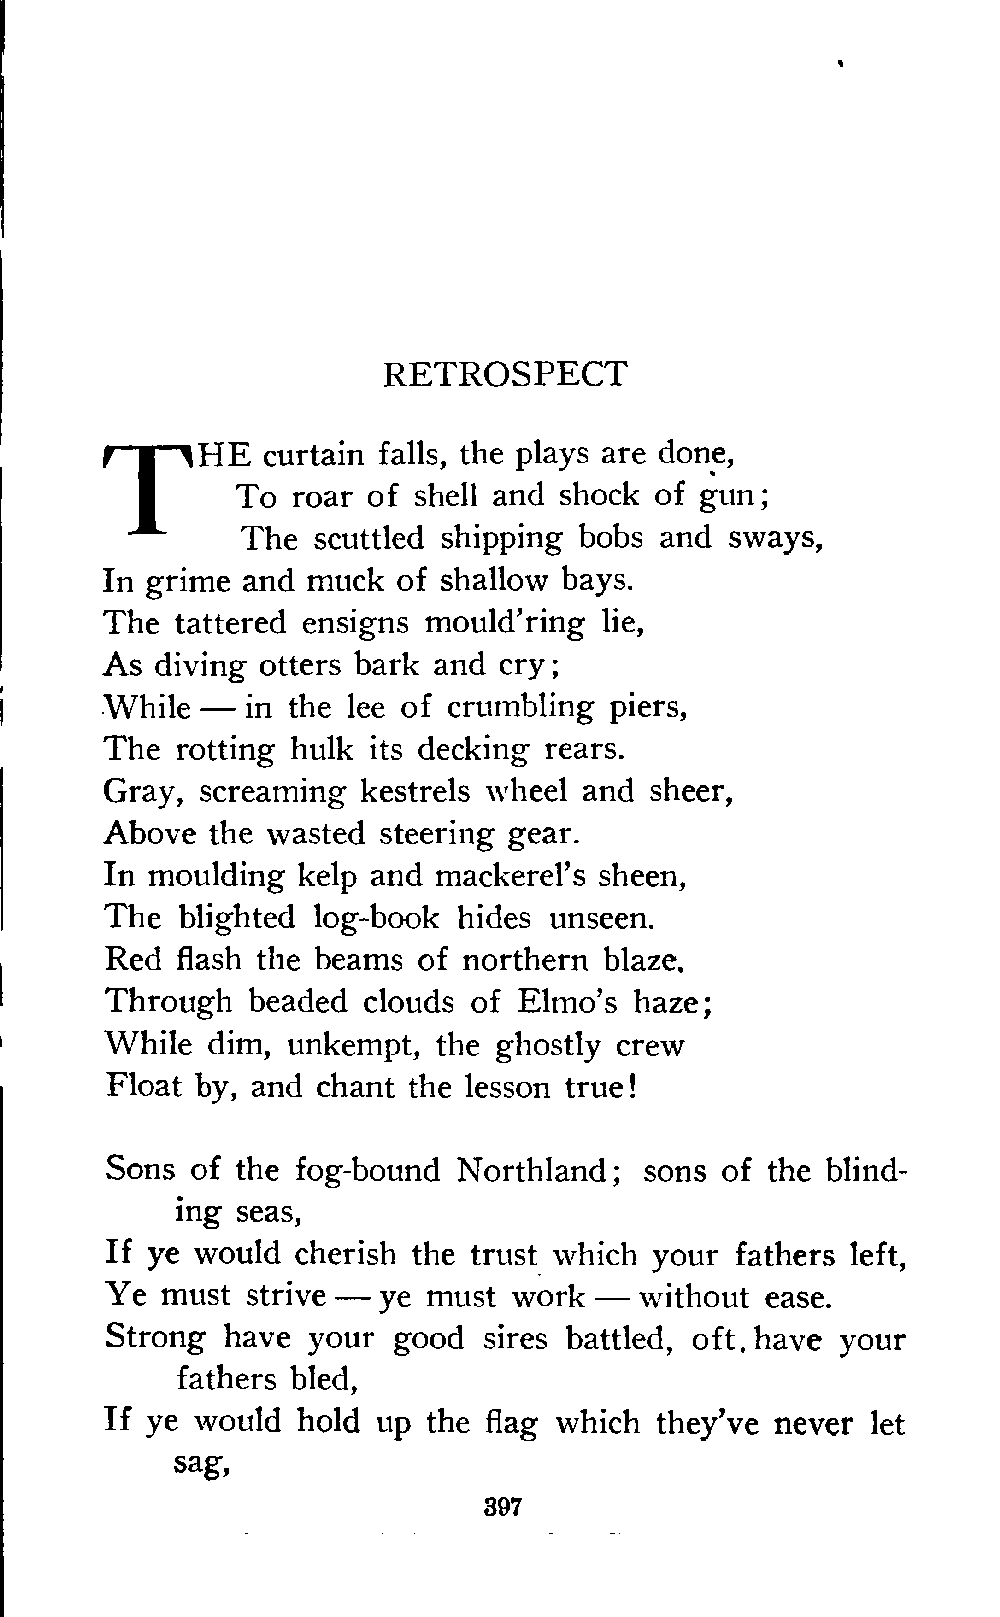 RETROSPECT
THE curtain falls, the plays are done,
To roar of shell and shock of gun;
The scuttled shipping bobs and sways,
In grime and muck of shallow bays.
The tattered ensigns mould'ring lie,
As diving otters bark and cry;
While — in the lee of crumbling piers,
The rotting hulk its decking rears.
Gray, screaming kestrels wheel and sheer,
Above the wasted steering gear.
In moulding kelp and mackerel's sheen,
The blighted log-book hides unseen.
Red flash the beams of northern blaze.
Through beaded clouds of Elmo's haze;
While dim, unkempt, the ghostly crew
Float by, and chant the lesson true!
Sons of the fog-bound Northland; sons of the blind-
ing seas,
If ye would cherish the trust which your fathers left,
Ye must strive — ye must work — without ease.
Strong have your good sires battled, oft. have your
fathers bled,
If ye would hold up the flag which they've never let
sag,
397